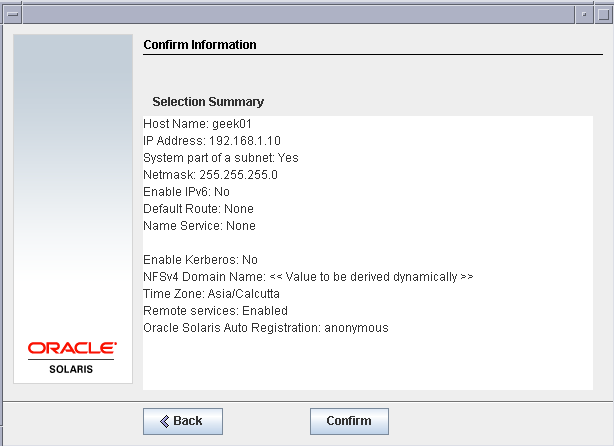 Confirm Information
Selection Summary
Host Name: geek01
IP Address: 192.168.1.10
System part of a subnet: Yes
Netmask: 255.255.255.0
Enable IPv6: No
Default Route: None
Name Service: None
Enable Kerberos: No
NFSv4 Domain Name: << Value to be derived dynamically >>
Time Zone: Asia/Calcutta
Remote services: Enabled
Oracle Solaris Auto Registration: anonymous
ORACLE
SOLARIS
Back
Confirm